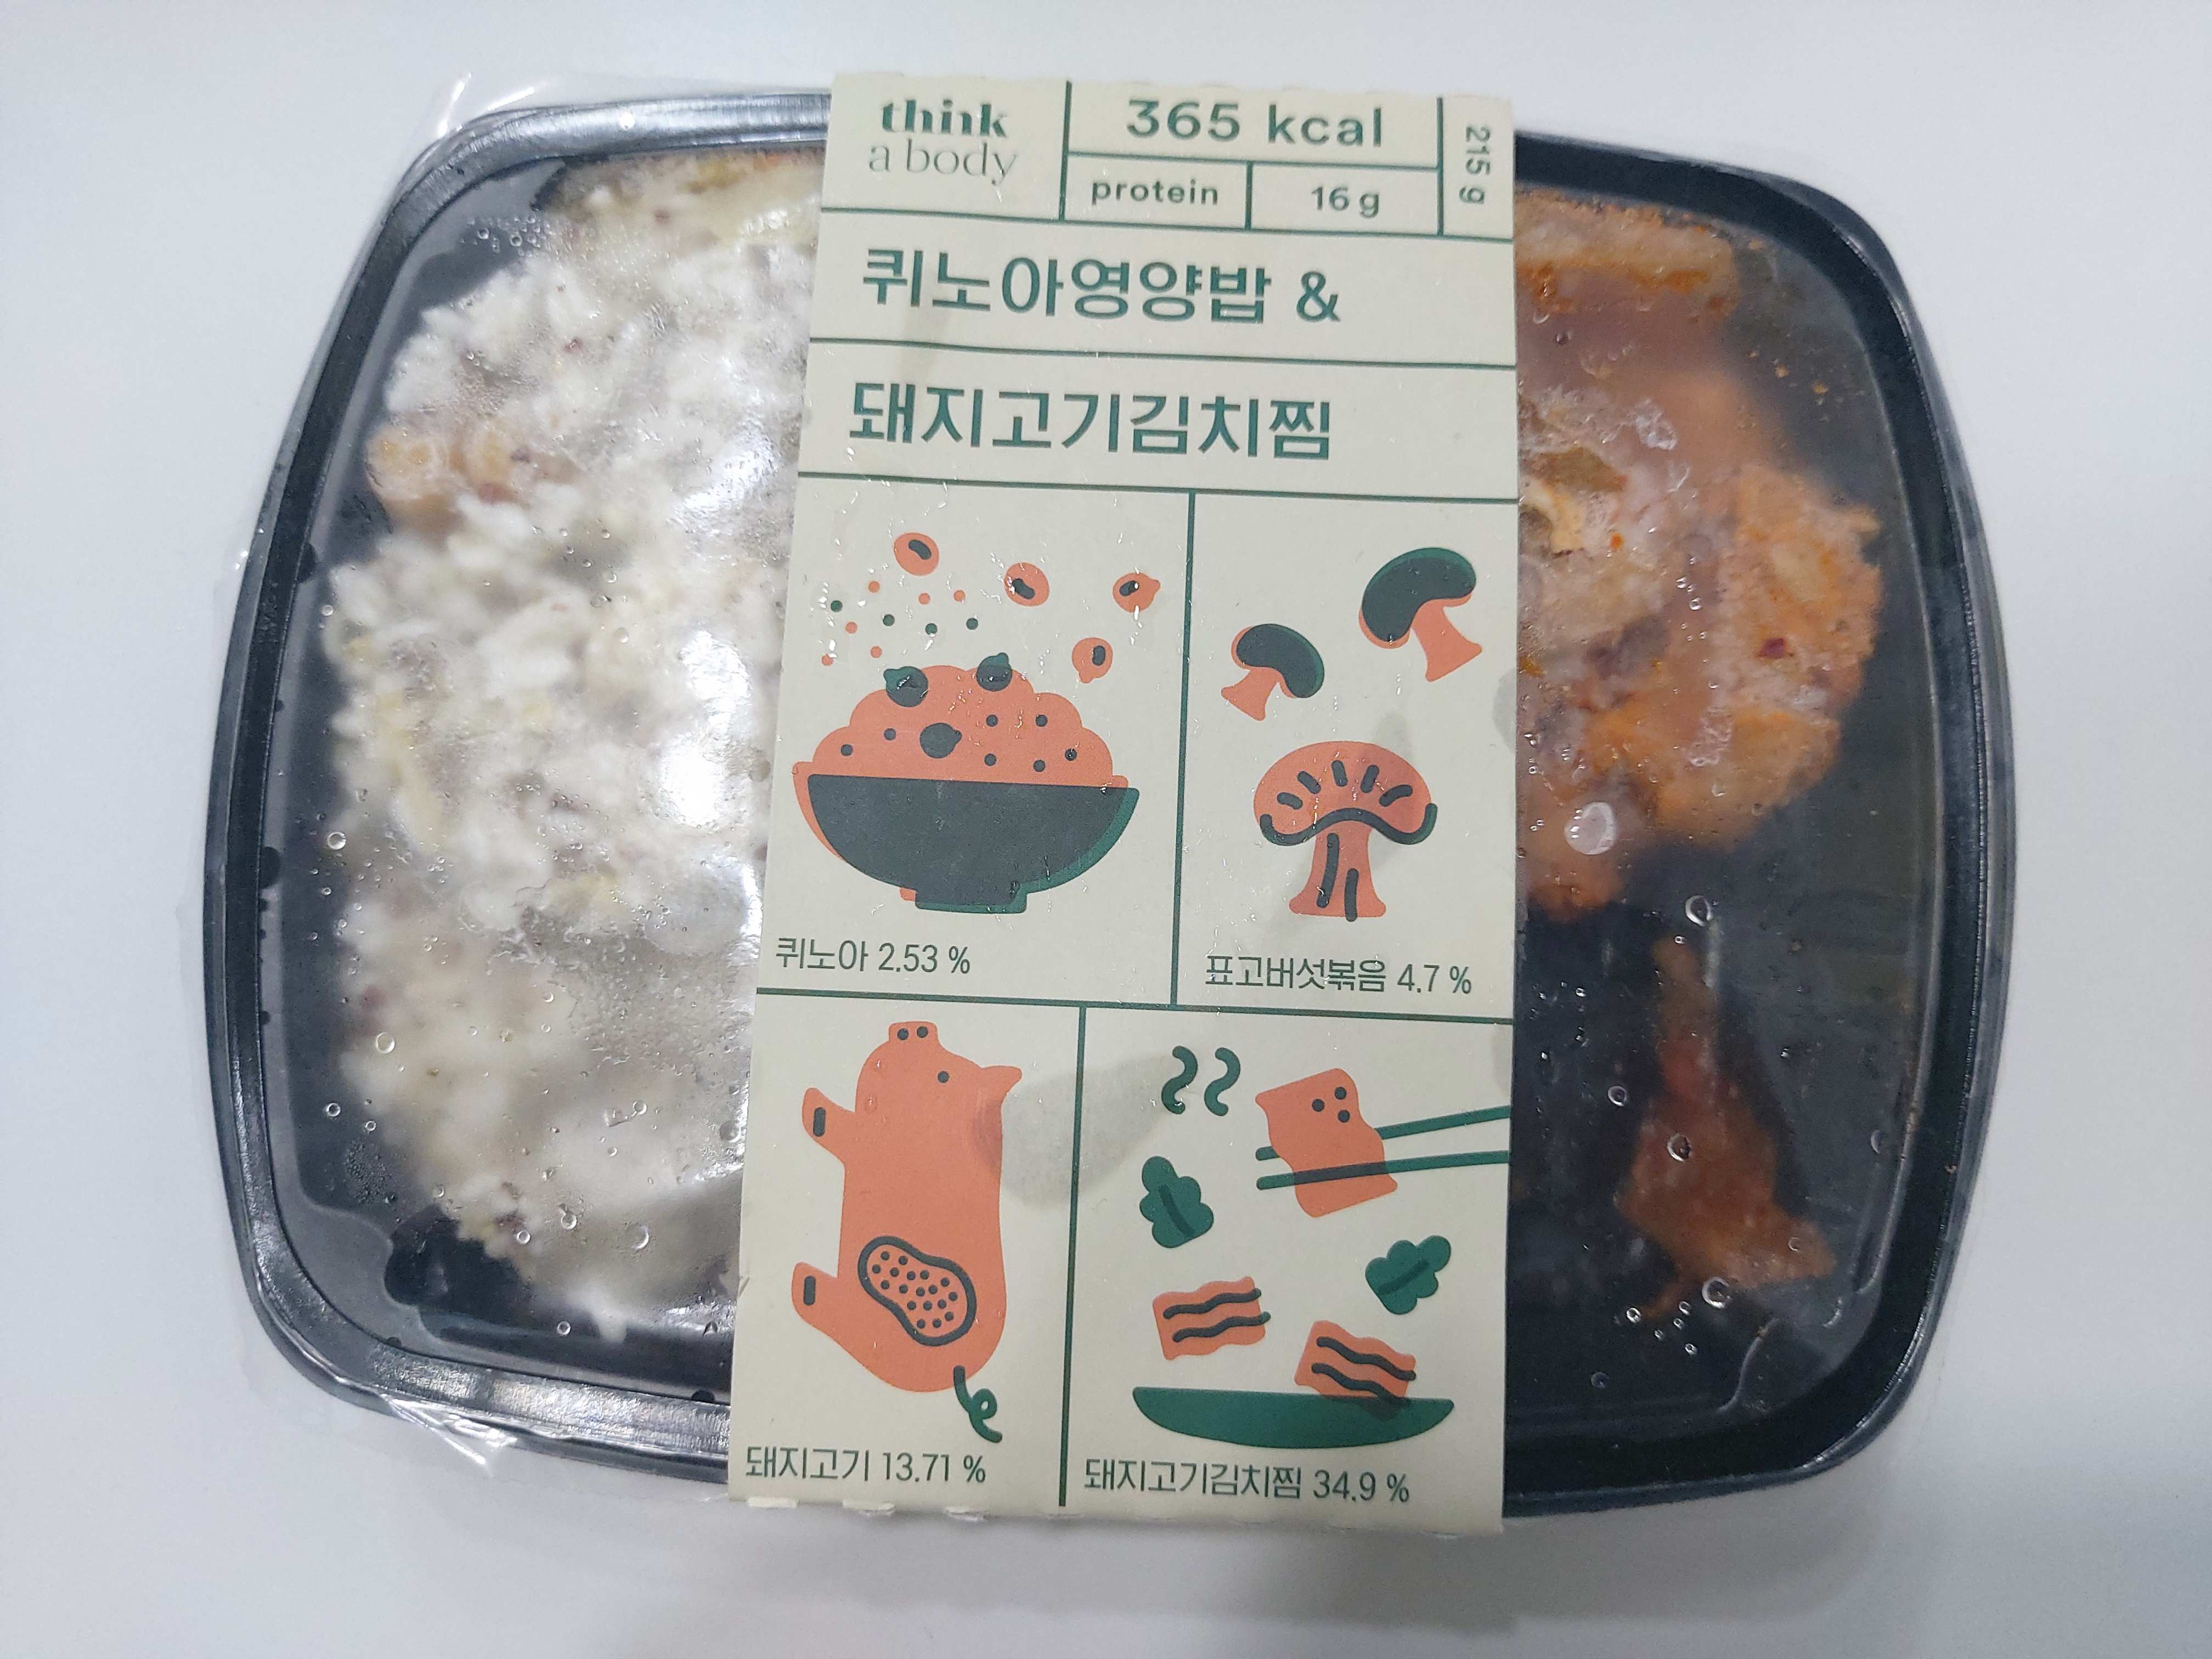 think
a body
365 kcal
protein
16 g
215 g
퀴노아영양밥 &
돼지고기김치찜
퀴노아 2.53 %
표고버섯볶음 4.7 %
돼지고기 13.71 %
돼지고기김치찜 34.9 %